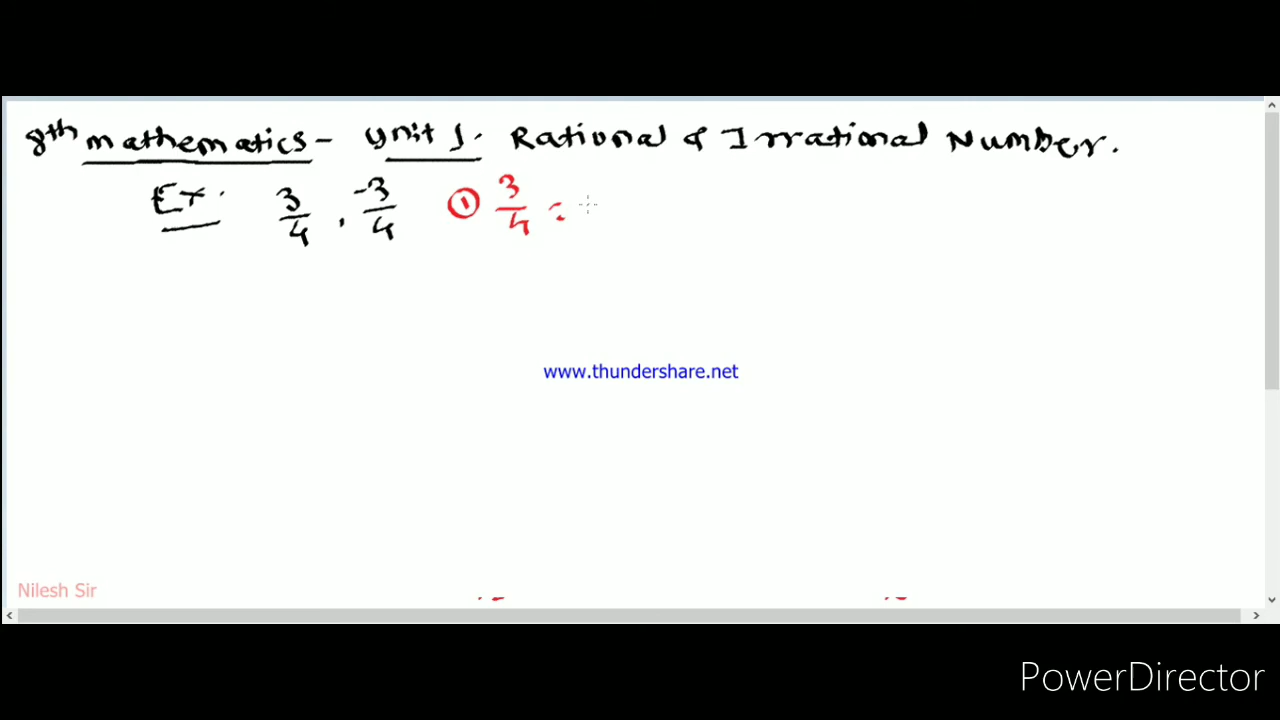 8th mathematics - Unit 1. Rational & Irrational Number.
Ex. 3/4, -3/4 ① 3/4 =
www.thundershare.net
Nilesh Sir
PowerDirector